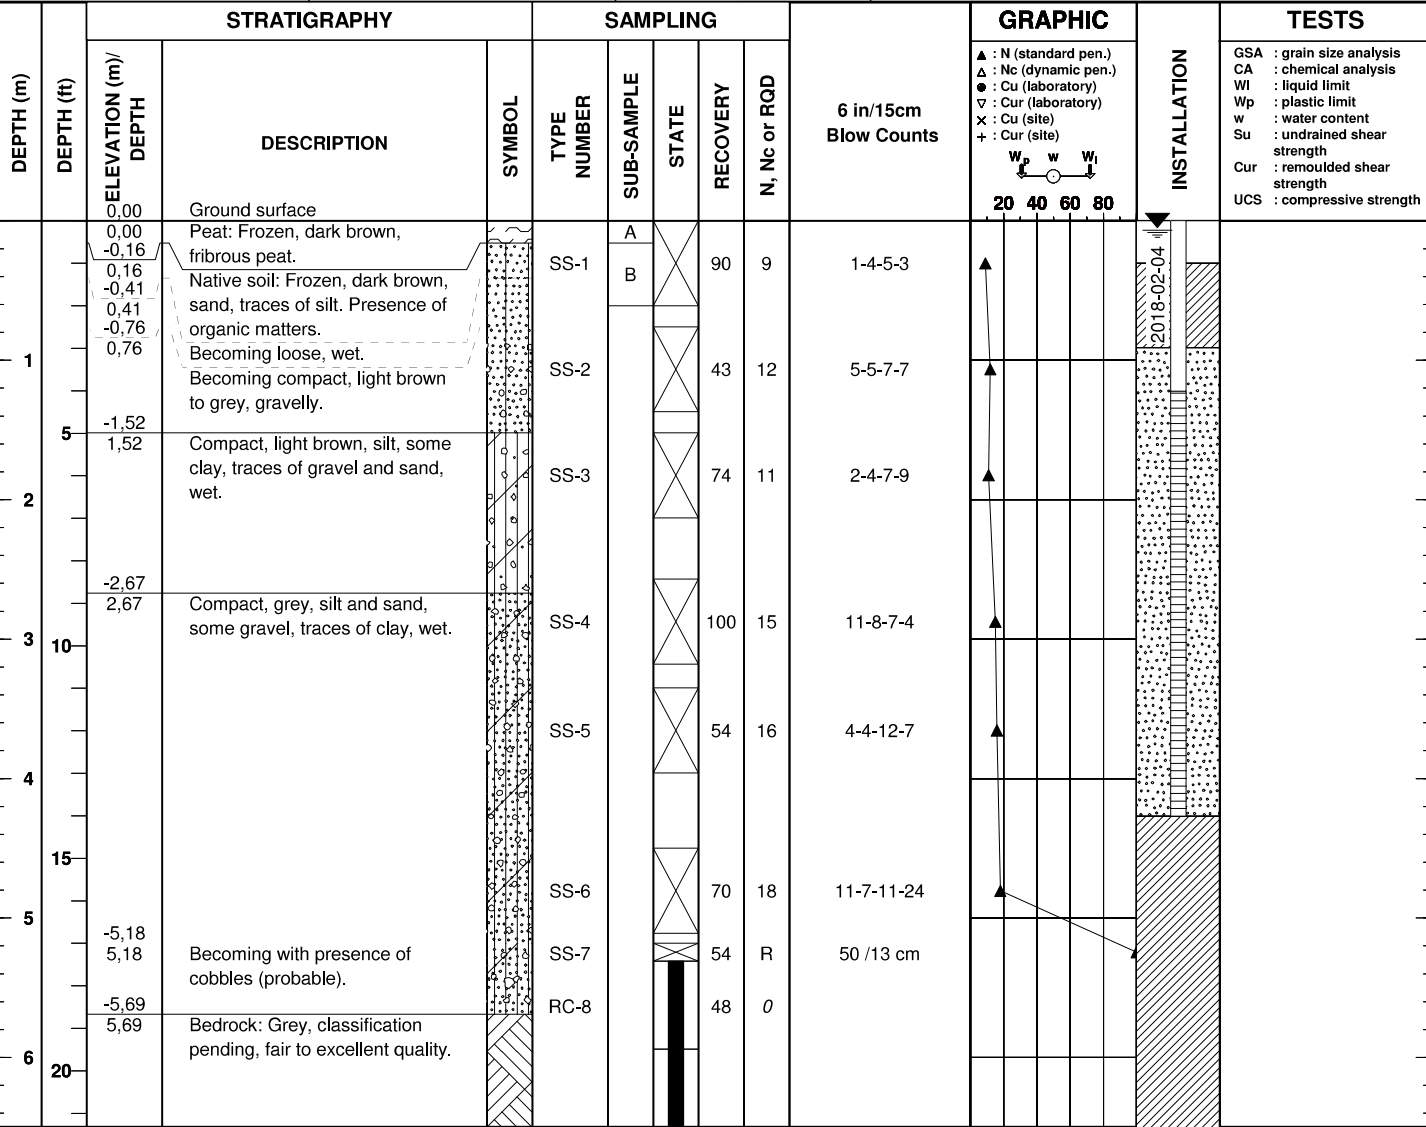 STRATIGRAPHY
SAMPLING
GRAPHIC
TESTS
DEPTH (m)
DEPTH (ft)
ELEVATION (m)/
DEPTH
DESCRIPTION
SYMBOL
TYPE
NUMBER
SUB-SAMPLE
STATE
RECOVERY
N, Nc or RQD
6 in/15cm
Blow Counts
▲ : N (standard pen.)
△ : Nc (dynamic pen.)
● : Cu (laboratory)
▽ : Cur (laboratory)
× : Cu (site)
+ : Cur (site)
Wp w Wl
20 40 60 80
INSTALLATION
GSA : grain size analysis
CA : chemical analysis
Wl : liquid limit
Wp : plastic limit
w : water content
Su : undrained shear
strength
Cur : remoulded shear
strength
UCS : compressive strength
0,00 Ground surface
0,00 Peat: Frozen, dark brown,
-0,16 fribrous peat.
0,16
-0,41 Native soil: Frozen, dark brown,
0,41 sand, traces of silt. Presence of
-0,76 organic matters.
0,76 Becoming loose, wet.
Becoming compact, light brown
to grey, gravelly.
A
B
SS-1 90 9 1-4-5-3
2018-02-04
1
SS-2 43 12 5-5-7-7
-1,52
5
1,52 Compact, light brown, silt, some
clay, traces of gravel and sand,
wet.
SS-3 74 11 2-4-7-9
2
-2,67
2,67 Compact, grey, silt and sand,
some gravel, traces of clay, wet.
SS-4 100 15 11-8-7-4
3
10
SS-5 54 16 4-4-12-7
4
15
SS-6 70 18 11-7-11-24
5
-5,18
5,18 Becoming with presence of
cobbles (probable).
SS-7 54 R 50 /13 cm
-5,69
RC-8 48 0
5,69 Bedrock: Grey, classification
pending, fair to excellent quality.
6
20